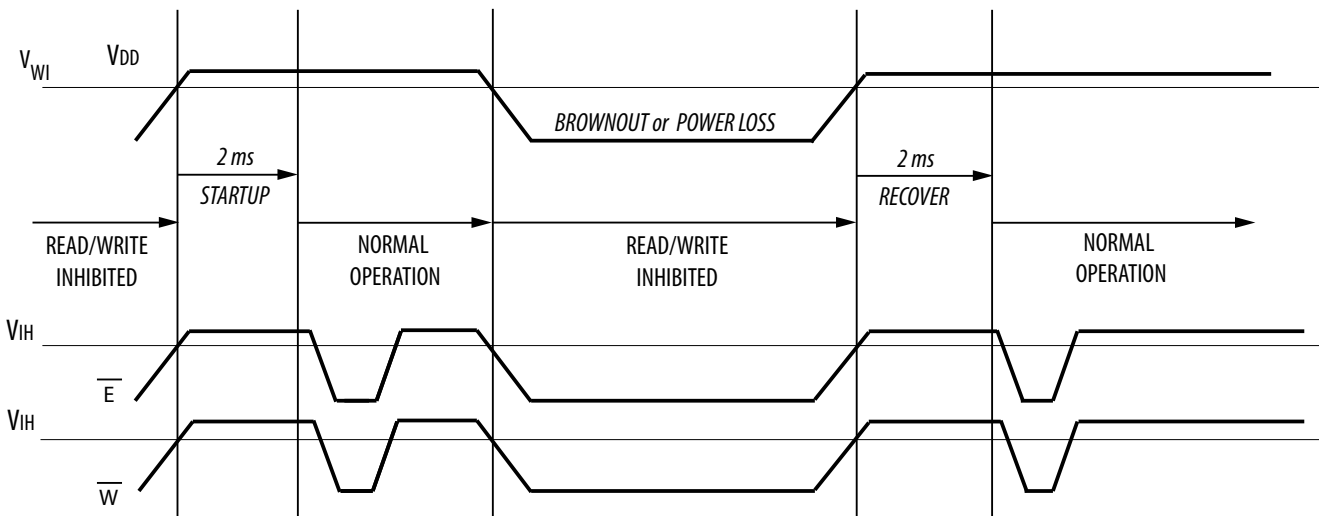 VWI
VDD
BROWNOUT or POWER LOSS
2 ms
STARTUP
2 ms
RECOVER
READ/WRITE
INHIBITED
NORMAL
OPERATION
READ/WRITE
INHIBITED
NORMAL
OPERATION
VIH
E
VIH
W